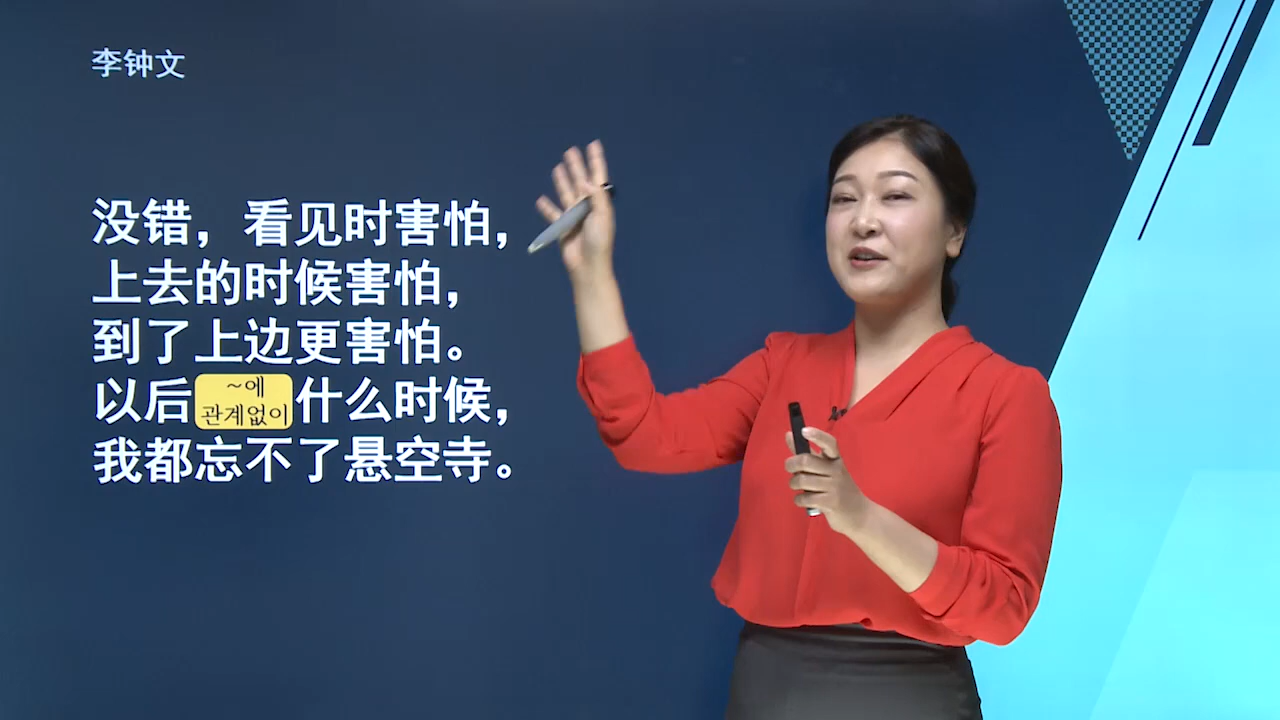 李钟文
没错，看见时害怕，
上去的时候害怕，
到了上边更害怕。
以后 ~에 관계없이 什么时候，
我都忘不了悬空寺。